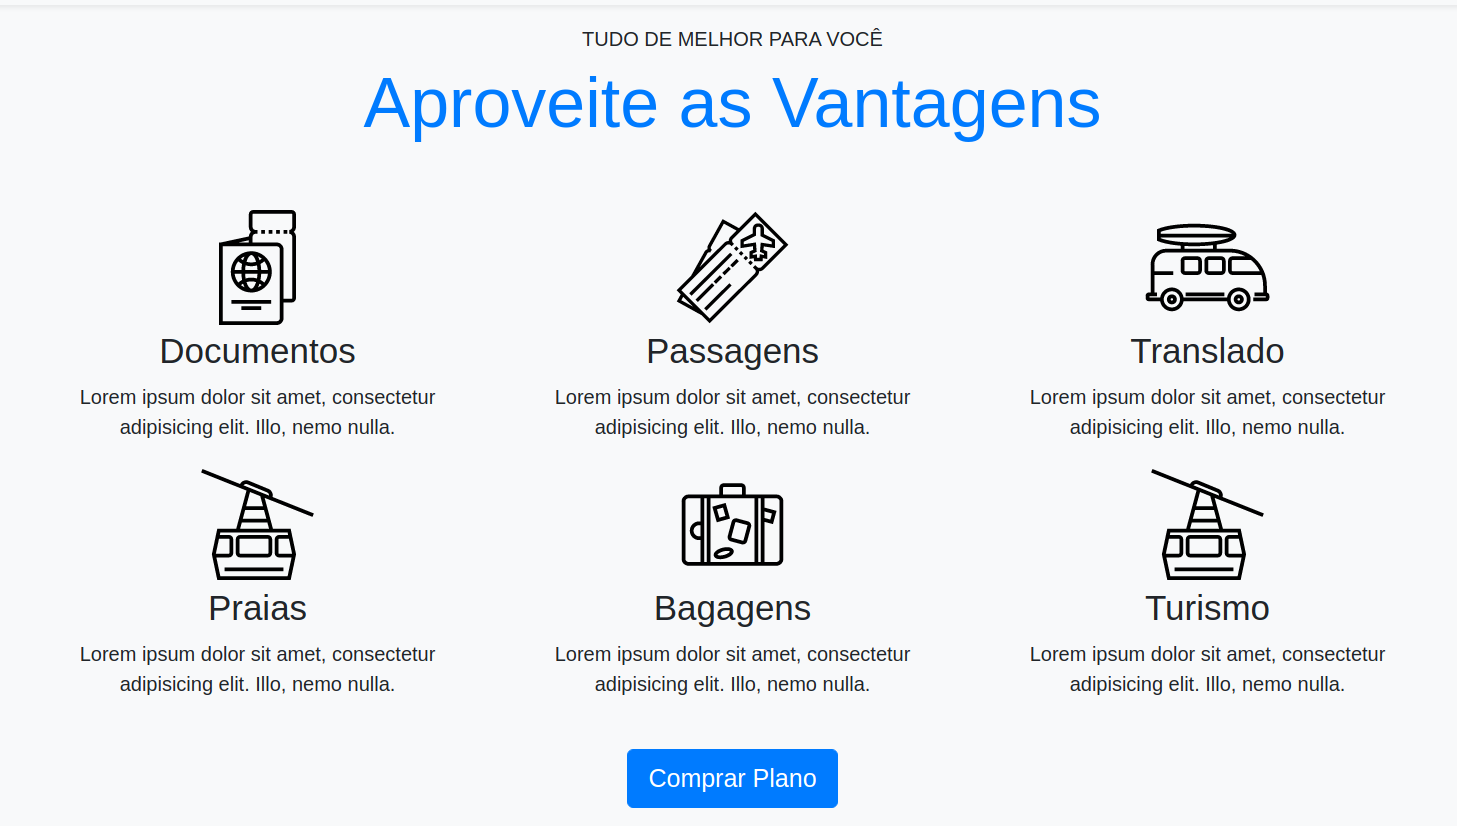 TUDO DE MELHOR PARA VOCÊ
Aproveite as Vantagens
Documentos
Lorem ipsum dolor sit amet, consectetur
adipisicing elit. Illo, nemo nulla.
Passagens
Lorem ipsum dolor sit amet, consectetur
adipisicing elit. Illo, nemo nulla.
Translado
Lorem ipsum dolor sit amet, consectetur
adipisicing elit. Illo, nemo nulla.
Praias
Lorem ipsum dolor sit amet, consectetur
adipisicing elit. Illo, nemo nulla.
Bagagens
Lorem ipsum dolor sit amet, consectetur
adipisicing elit. Illo, nemo nulla.
Turismo
Lorem ipsum dolor sit amet, consectetur
adipisicing elit. Illo, nemo nulla.
Comprar Plano